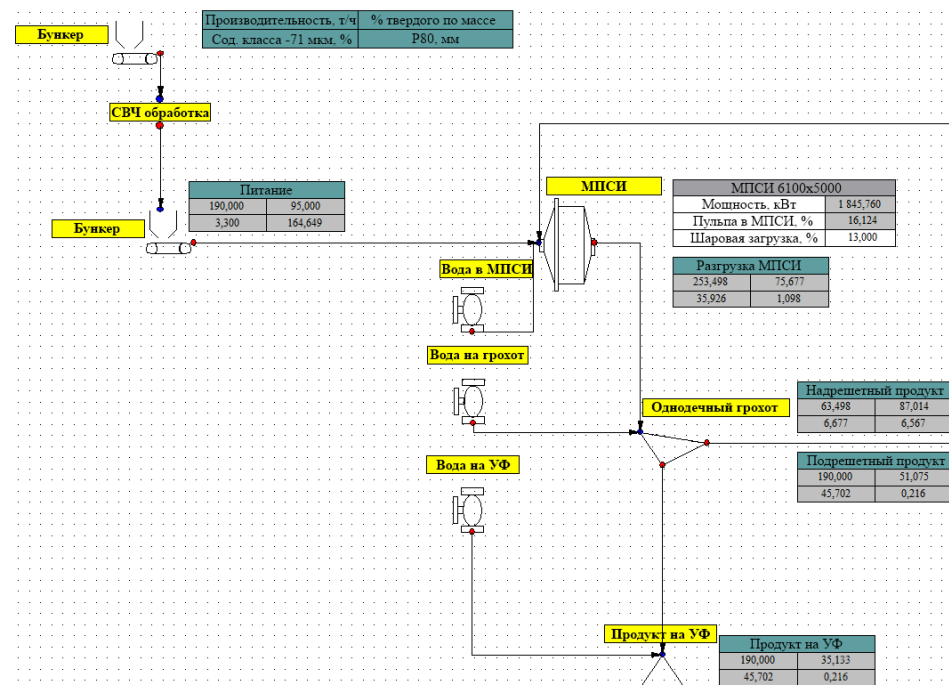 Бункер
Производительность, т/ч % твердого по массе
Сод. класса -71 мкм, % P80, мм
СВЧ обработка
Питание
190,000 95,000
3,300 164,649
Бункер
МПСИ
МПСИ 6100х5000
Мощность, кВт 1 845,760
Пульпа в МПСИ, % 16,124
Шаровая загрузка, % 13,000
Вода в МПСИ
Разгрузка МПСИ
253,498 75,677
35,926 1,098
Вода на грохот
Однодечный грохот
Надрешетный продукт
63,498 87,014
6,677 6,567
Вода на УФ
Подрешетный продукт
190,000 51,075
45,702 0,216
Продукт на УФ
Продукт на УФ
190,000 35,133
45,702 0,216